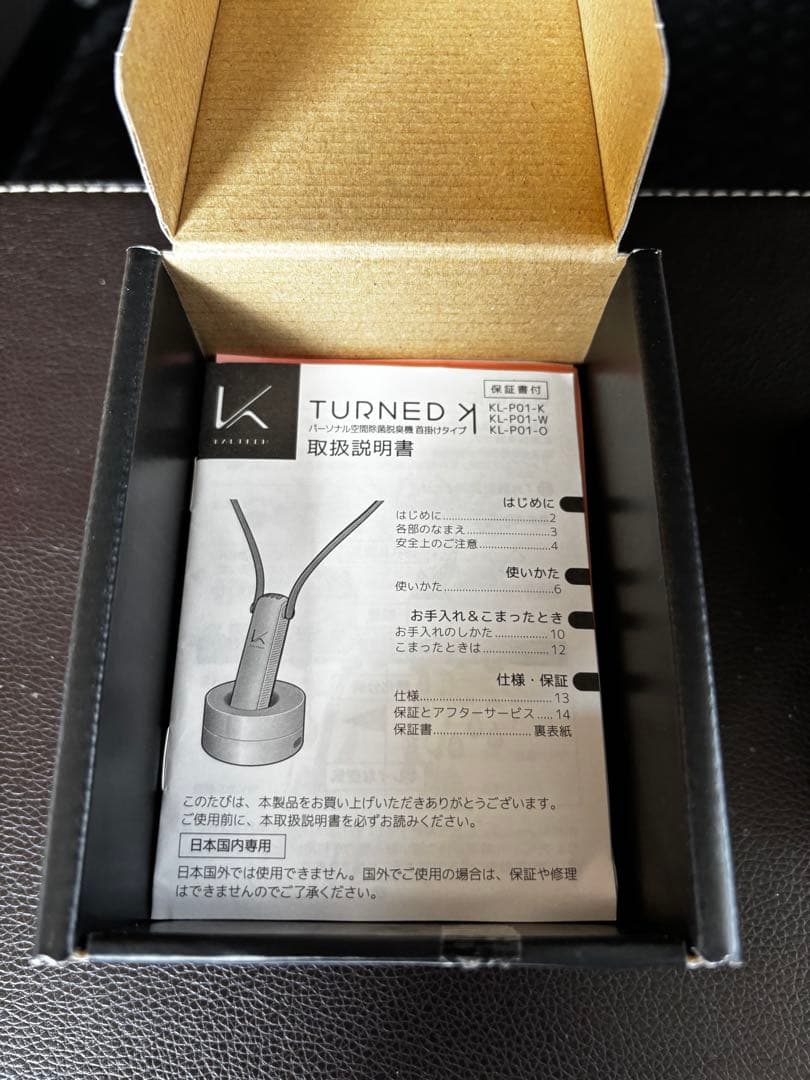 KALTECH
TURNED K
パーソナル空間除菌脱臭機 首掛けタイプ
取扱説明書
保証書付
KL-P01-K
KL-P01-W
KL-P01-O
はじめに
はじめに..............................2
各部のなまえ.........................3
安全上のご注意......................4
使いかた
使いかた..............................6
お手入れ&こまったとき
お手入れのしかた.................10
こまったときは.....................12
仕様・保証
仕様...................................13
保証とアフターサービス.....14
保証書..........................裏表紙
このたびは、本製品をお買い上げいただきありがとうございます。
ご使用前に、本取扱説明書を必ずお読みください。
日本国内専用
日本国外では使用できません。国外でご使用の場合は、保証や修理
はできませんのでご了承ください。